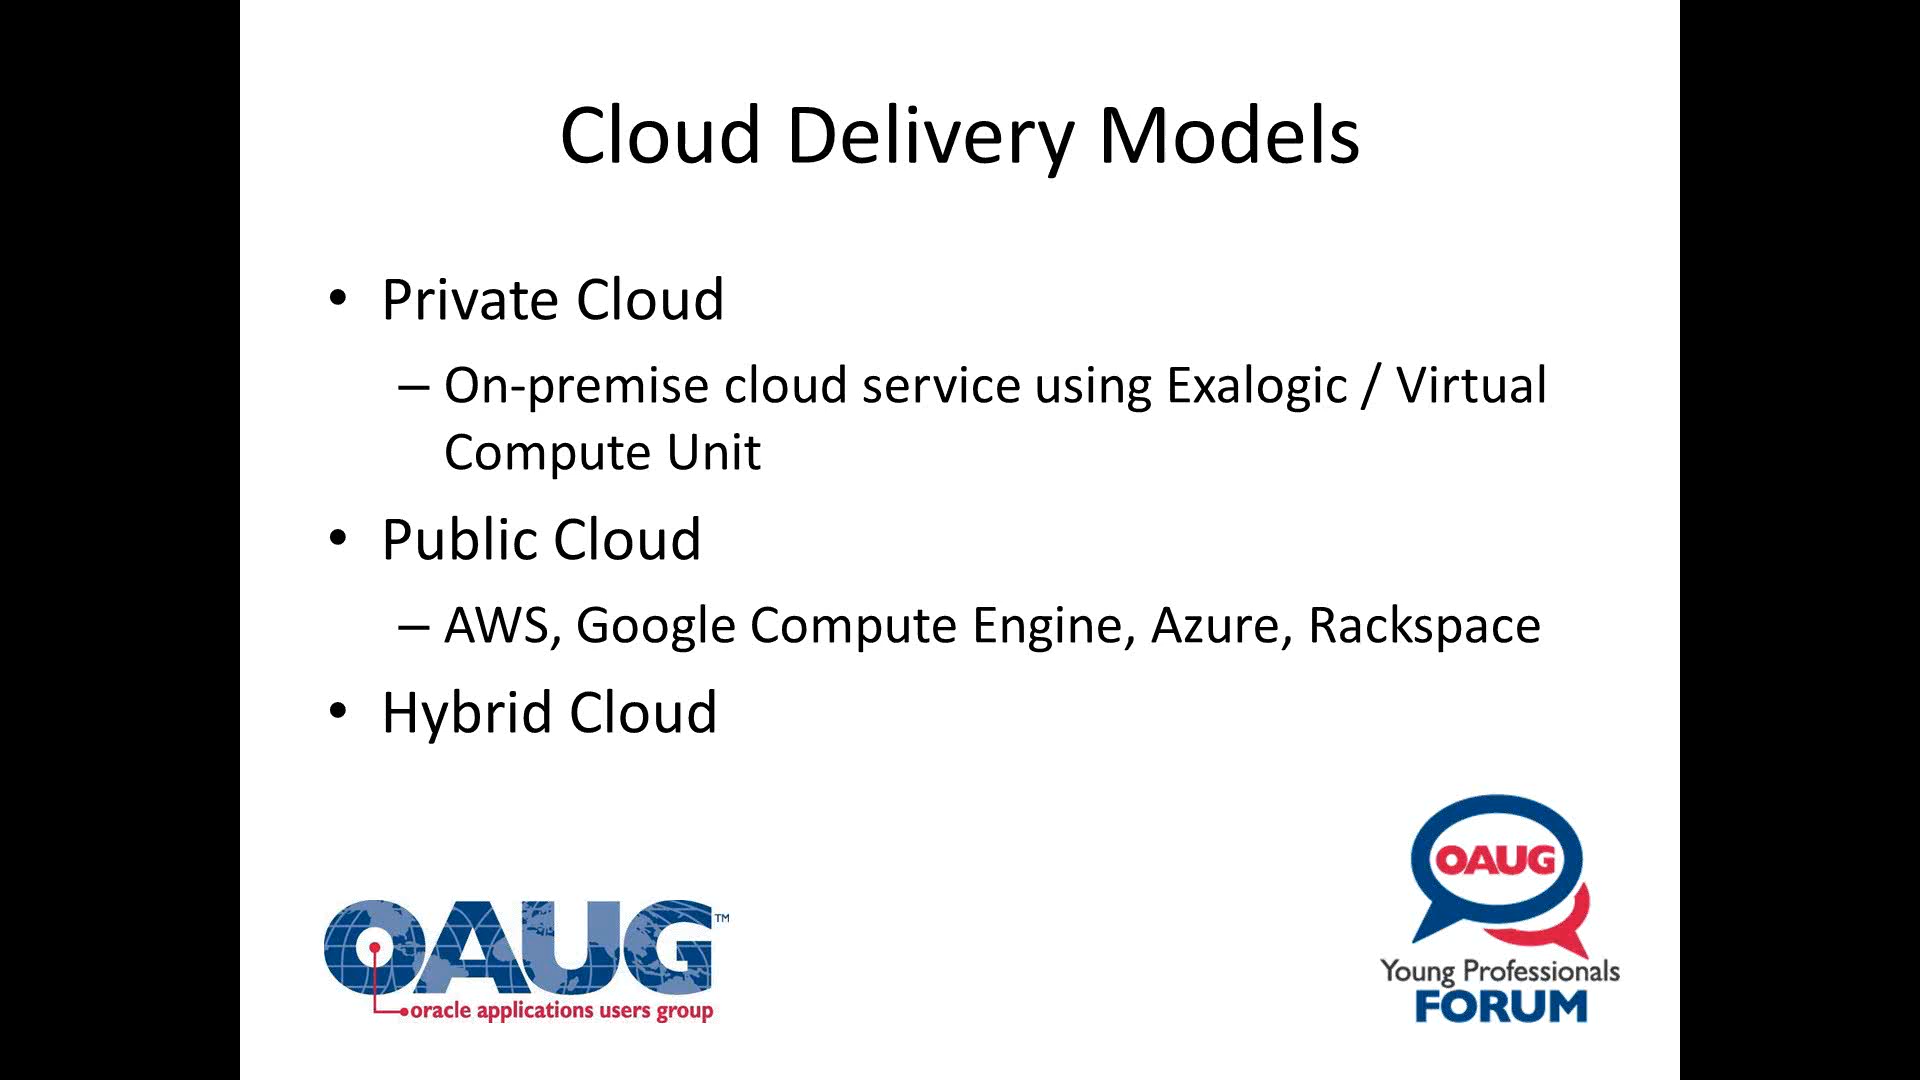 Cloud Delivery Models
• Private Cloud
– On-premise cloud service using Exalogic / Virtual
Compute Unit
• Public Cloud
– AWS, Google Compute Engine, Azure, Rackspace
• Hybrid Cloud
OAUG™
oracle applications users group
OAUG
Young Professionals
FORUM